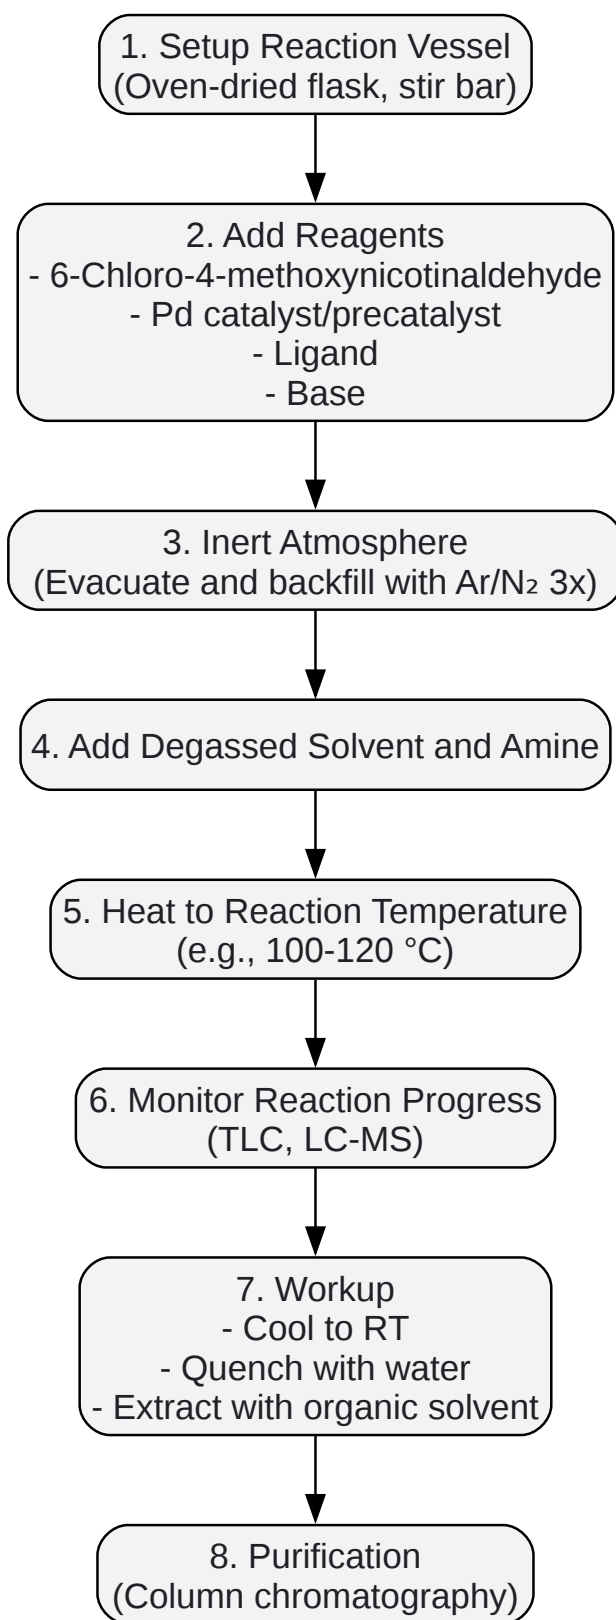 1. Setup Reaction Vessel
(Oven-dried flask, stir bar)
2. Add Reagents
- 6-Chloro-4-methoxynicotinaldehyde
- Pd catalyst/precatalyst
- Ligand
- Base
3. Inert Atmosphere
(Evacuate and backfill with Ar/N₂ 3x)
4. Add Degassed Solvent and Amine
5. Heat to Reaction Temperature
(e.g., 100-120 °C)
6. Monitor Reaction Progress
(TLC, LC-MS)
7. Workup
- Cool to RT
- Quench with water
- Extract with organic solvent
8. Purification
(Column chromatography)